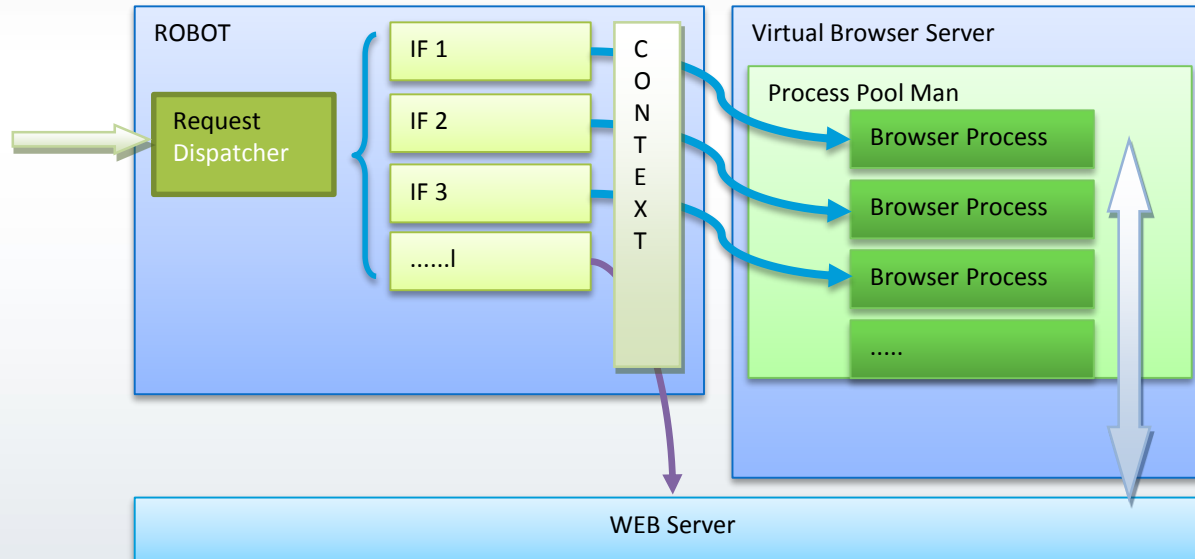 ROBOT
Request
Dispatcher
IF 1
IF 2
IF 3
......l
C
O
N
T
E
X
T
Virtual Browser Server
Process Pool Man
Browser Process
Browser Process
Browser Process
.....
WEB Server